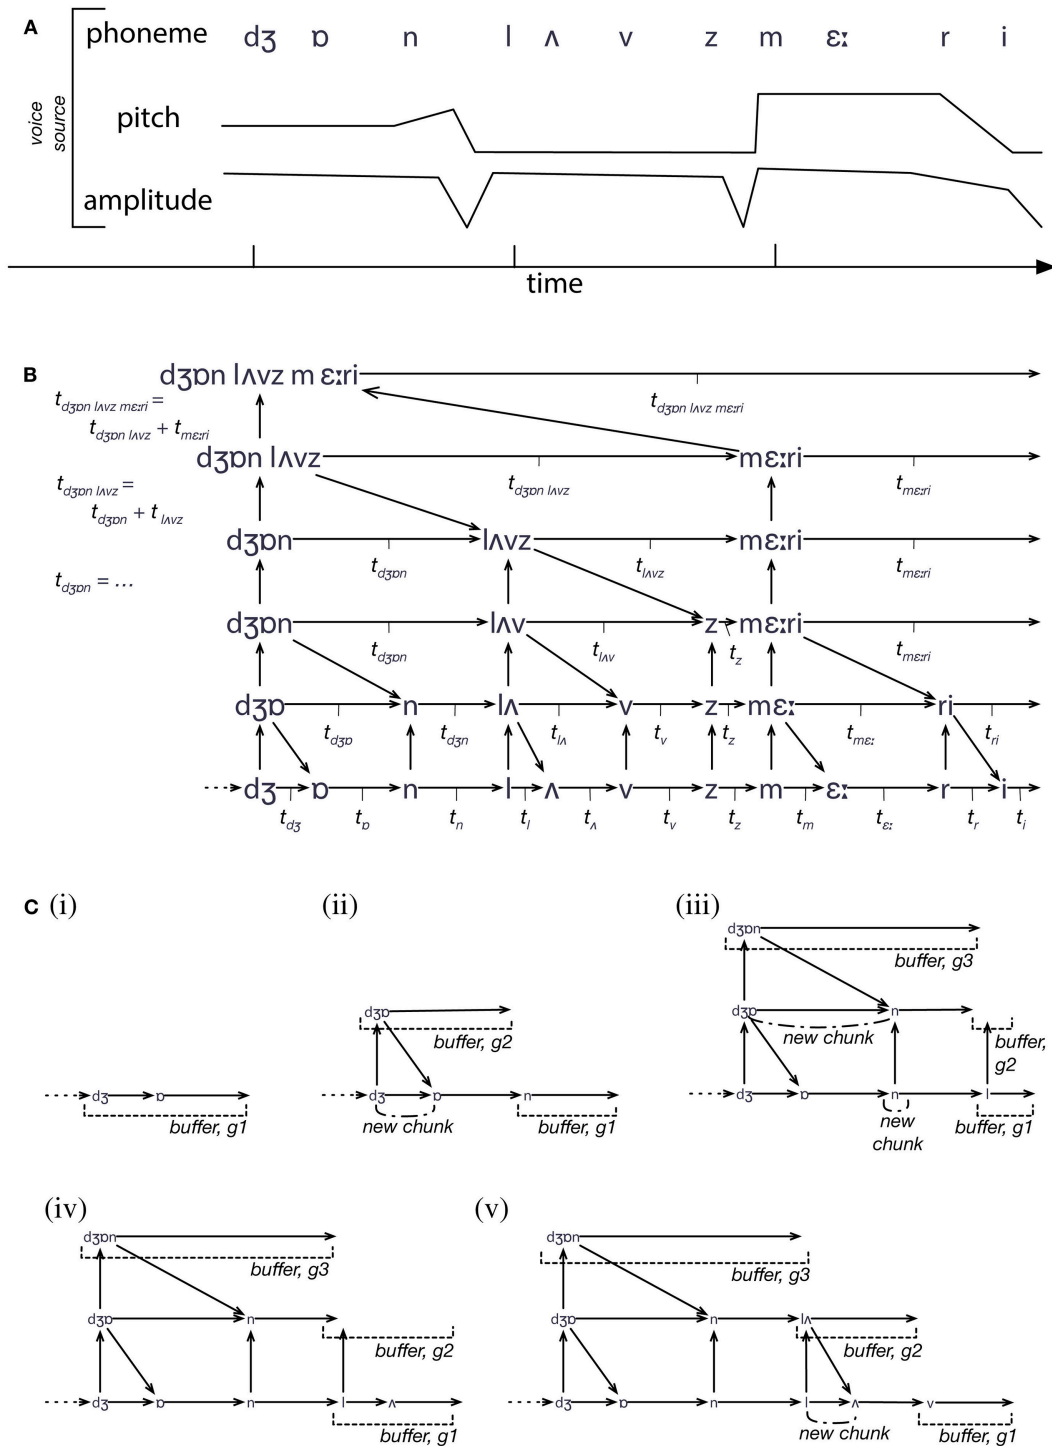 A
phoneme dʒ ɒ n l ʌ v z m ɛː r i
voice source
pitch
amplitude
time
B
dʒɒn lʌvz m ɛːri
t dʒɒn lʌvz mɛːri =
t dʒɒn lʌvz + t mɛːri
t dʒɒn lʌvz mɛːri
dʒɒn lʌvz mɛːri
t dʒɒn lʌvz =
t dʒɒn + t lʌvz
t dʒɒn lʌvz t mɛːri
dʒɒn lʌvz mɛːri
t dʒɒn = ...
t dʒɒn t lʌvz t mɛːri
dʒɒn lʌv z mɛːri
t dʒɒn t lʌv t z t mɛːri
dʒɒ n lʌ v z mɛː ri
t dʒɒ t dʒn t lʌ t v t z t mɛː t ri
dʒ ɒ n l ʌ v z m ɛː r i
t dʒ t ɒ t n t l t ʌ t v t z t m t ɛː t r t i
C (i)
dʒ ɒ
buffer, g1
(ii)
dʒɒ
buffer, g2
dʒ ɒ n
new chunk buffer, g1
(iii)
dʒɒn
buffer, g3
dʒɒ n
new chunk
buffer,
g2
dʒ ɒ n l
new
chunk
buffer, g1
(iv)
dʒɒn
buffer, g3
dʒɒ n
buffer, g2
dʒ ɒ n l ʌ
buffer, g1
(v)
dʒɒn
buffer, g3
dʒɒ n lʌ
buffer, g2
dʒ ɒ n l ʌ v
new chunk buffer, g1